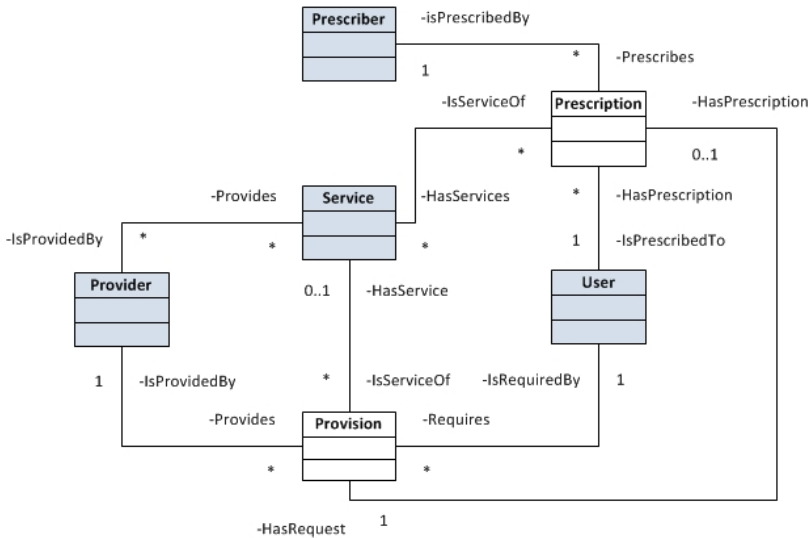 Prescriber
-isPrescribedBy
*
-Prescribes
1
-IsServiceOf
Prescription
-HasPrescription
*
0..1
-Provides
Service
-HasServices
*
-HasPrescription
-IsProvidedBy
*
*
*
1
-IsPrescribedTo
Provider
0..1
-HasService
User
1
-IsProvidedBy
*
-IsServiceOf
-IsRequiredBy
1
-Provides
Provision
-Requires
*
*
-HasRequest
1